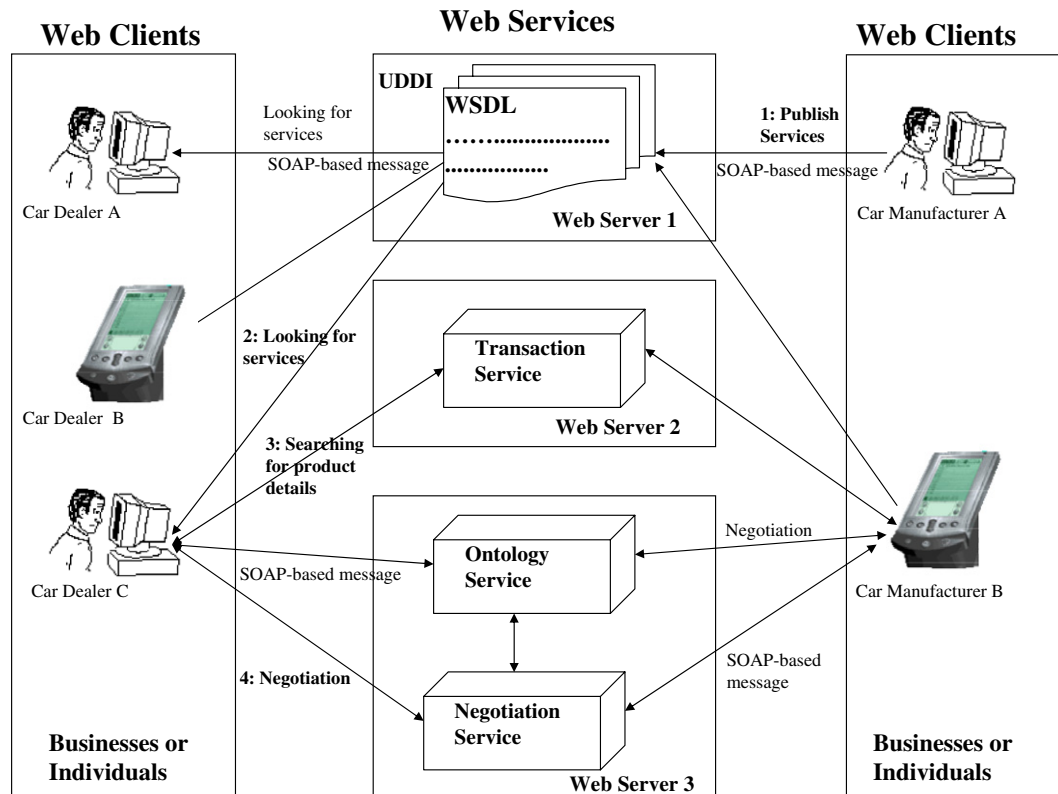 Web Clients
Web Services
Web Clients
UDDI
WSDL
Looking for
services
SOAP-based message
1: Publish
Services
SOAP-based message
Car Dealer A
Web Server 1
Car Manufacturer A
2: Looking for
services
Transaction
Service
Car Dealer B
Web Server 2
3: Searching
for product
details
Ontology
Service
Negotiation
SOAP-based message
Car Dealer C
Car Manufacturer B
SOAP-based
message
4: Negotiation
Negotiation
Service
Businesses or
Individuals
Web Server 3
Businesses or
Individuals